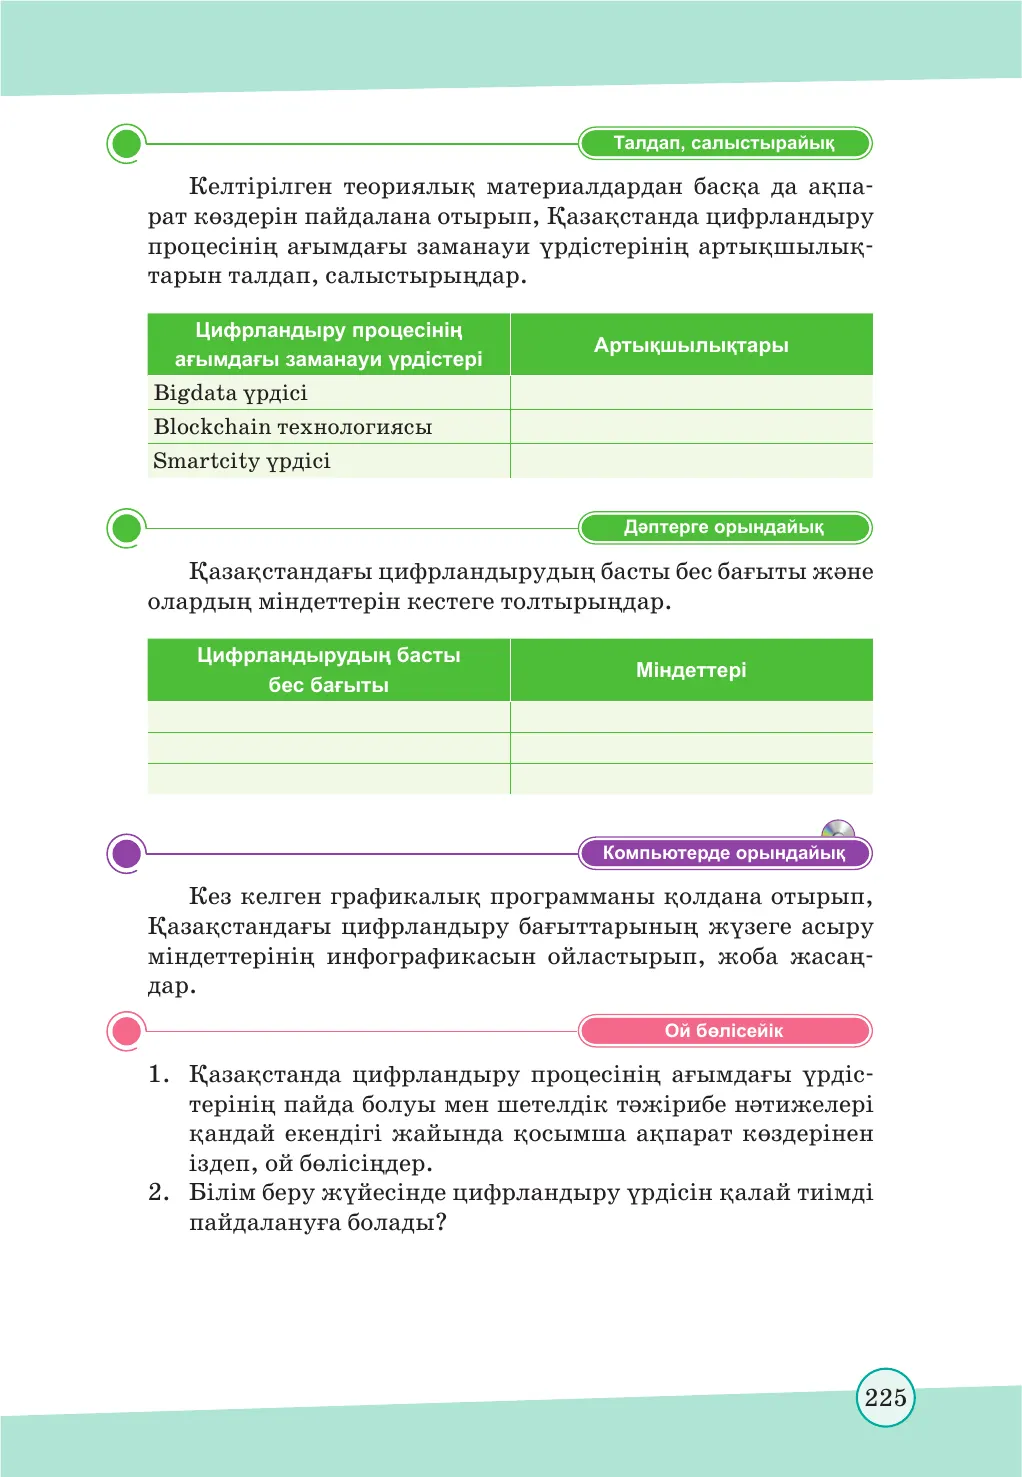 Талдап, салыстырайық
Келтірілген теориялық материалдардан басқа да ақпа-
рат көздерін пайдалана отырып, Қазақстанда цифрландыру
процесінің ағымдағы заманауи үрдістерінің артықшылық-
тарын талдап, салыстырыңдар.
Цифрландыру процесінің
ағымдағы заманауи үрдістері
Артықшылықтары
Bigdata үрдісі
Blockchain технологиясы
Smartcity үрдісі
Дәптерге орындайық
Қазақстандағы цифрландырудың басты бес бағыты және
олардың міндеттерін кестеге толтырыңдар.
Цифрландырудың басты
бес бағыты
Міндеттері
Компьютерде орындайық
Кез келген графикалық программаны қолдана отырып,
Қазақстандағы цифрландыру бағыттарының жүзеге асыру
міндеттерінің инфографикасын ойластырып, жоба жасаң-
дар.
Ой бөлісейік
1. Қазақстанда цифрландыру процесінің ағымдағы үрдіс-
терінің пайда болуы мен шетелдік тәжірибе нәтижелері
қандай екендігі жайында қосымша ақпарат көздерінен
іздеп, ой бөлісіңдер.
2. Білім беру жүйесінде цифрландыру үрдісін қалай тиімді
пайдалануға болады?
225